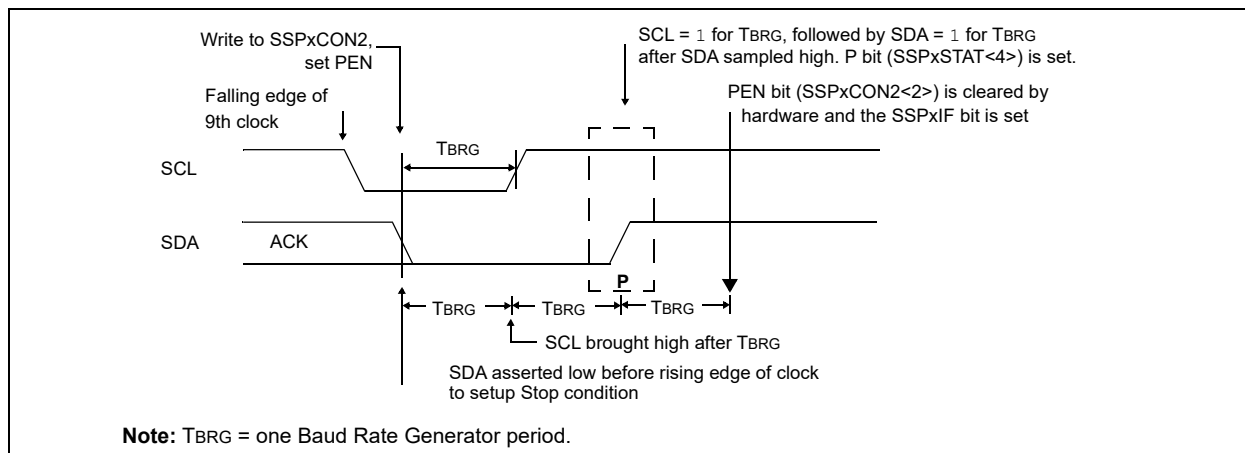 Write to SSPxCON2,
set PEN
SCL = 1 for TBRG, followed by SDA = 1 for TBRG
after SDA sampled high. P bit (SSPxSTAT<4>) is set.
Falling edge of
9th clock
PEN bit (SSPxCON2<2>) is cleared by
hardware and the SSPxIF bit is set
TBRG
SCL
SDA
ACK
P
TBRG
TBRG
TBRG
SCL brought high after TBRG
SDA asserted low before rising edge of clock
to setup Stop condition
Note: TBRG = one Baud Rate Generator period.